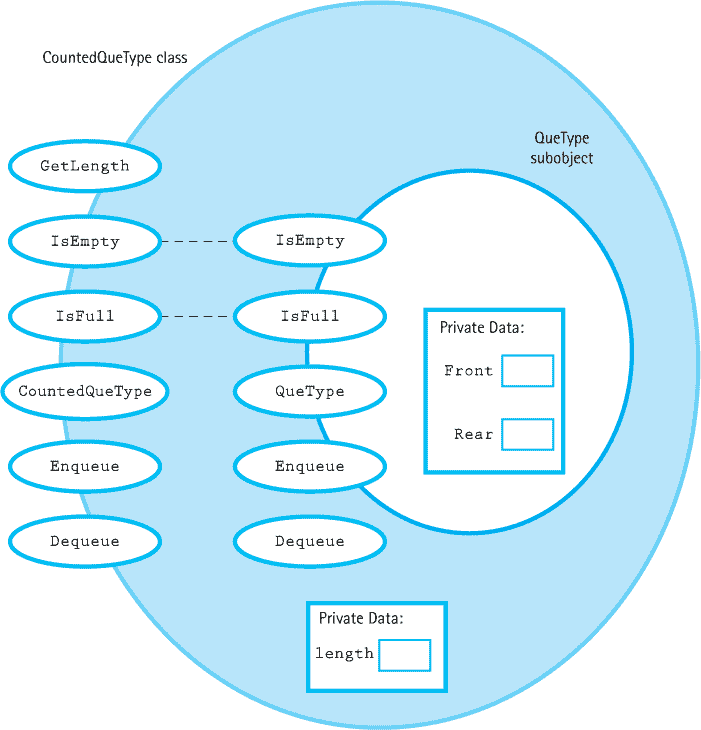 CountedQueType class
QueType
subobject
GetLength
IsEmpty
IsEmpty
IsFull
IsFull
Private Data:
Front
CountedQueType
QueType
Rear
Enqueue
Enqueue
Dequeue
Dequeue
Private Data:
length